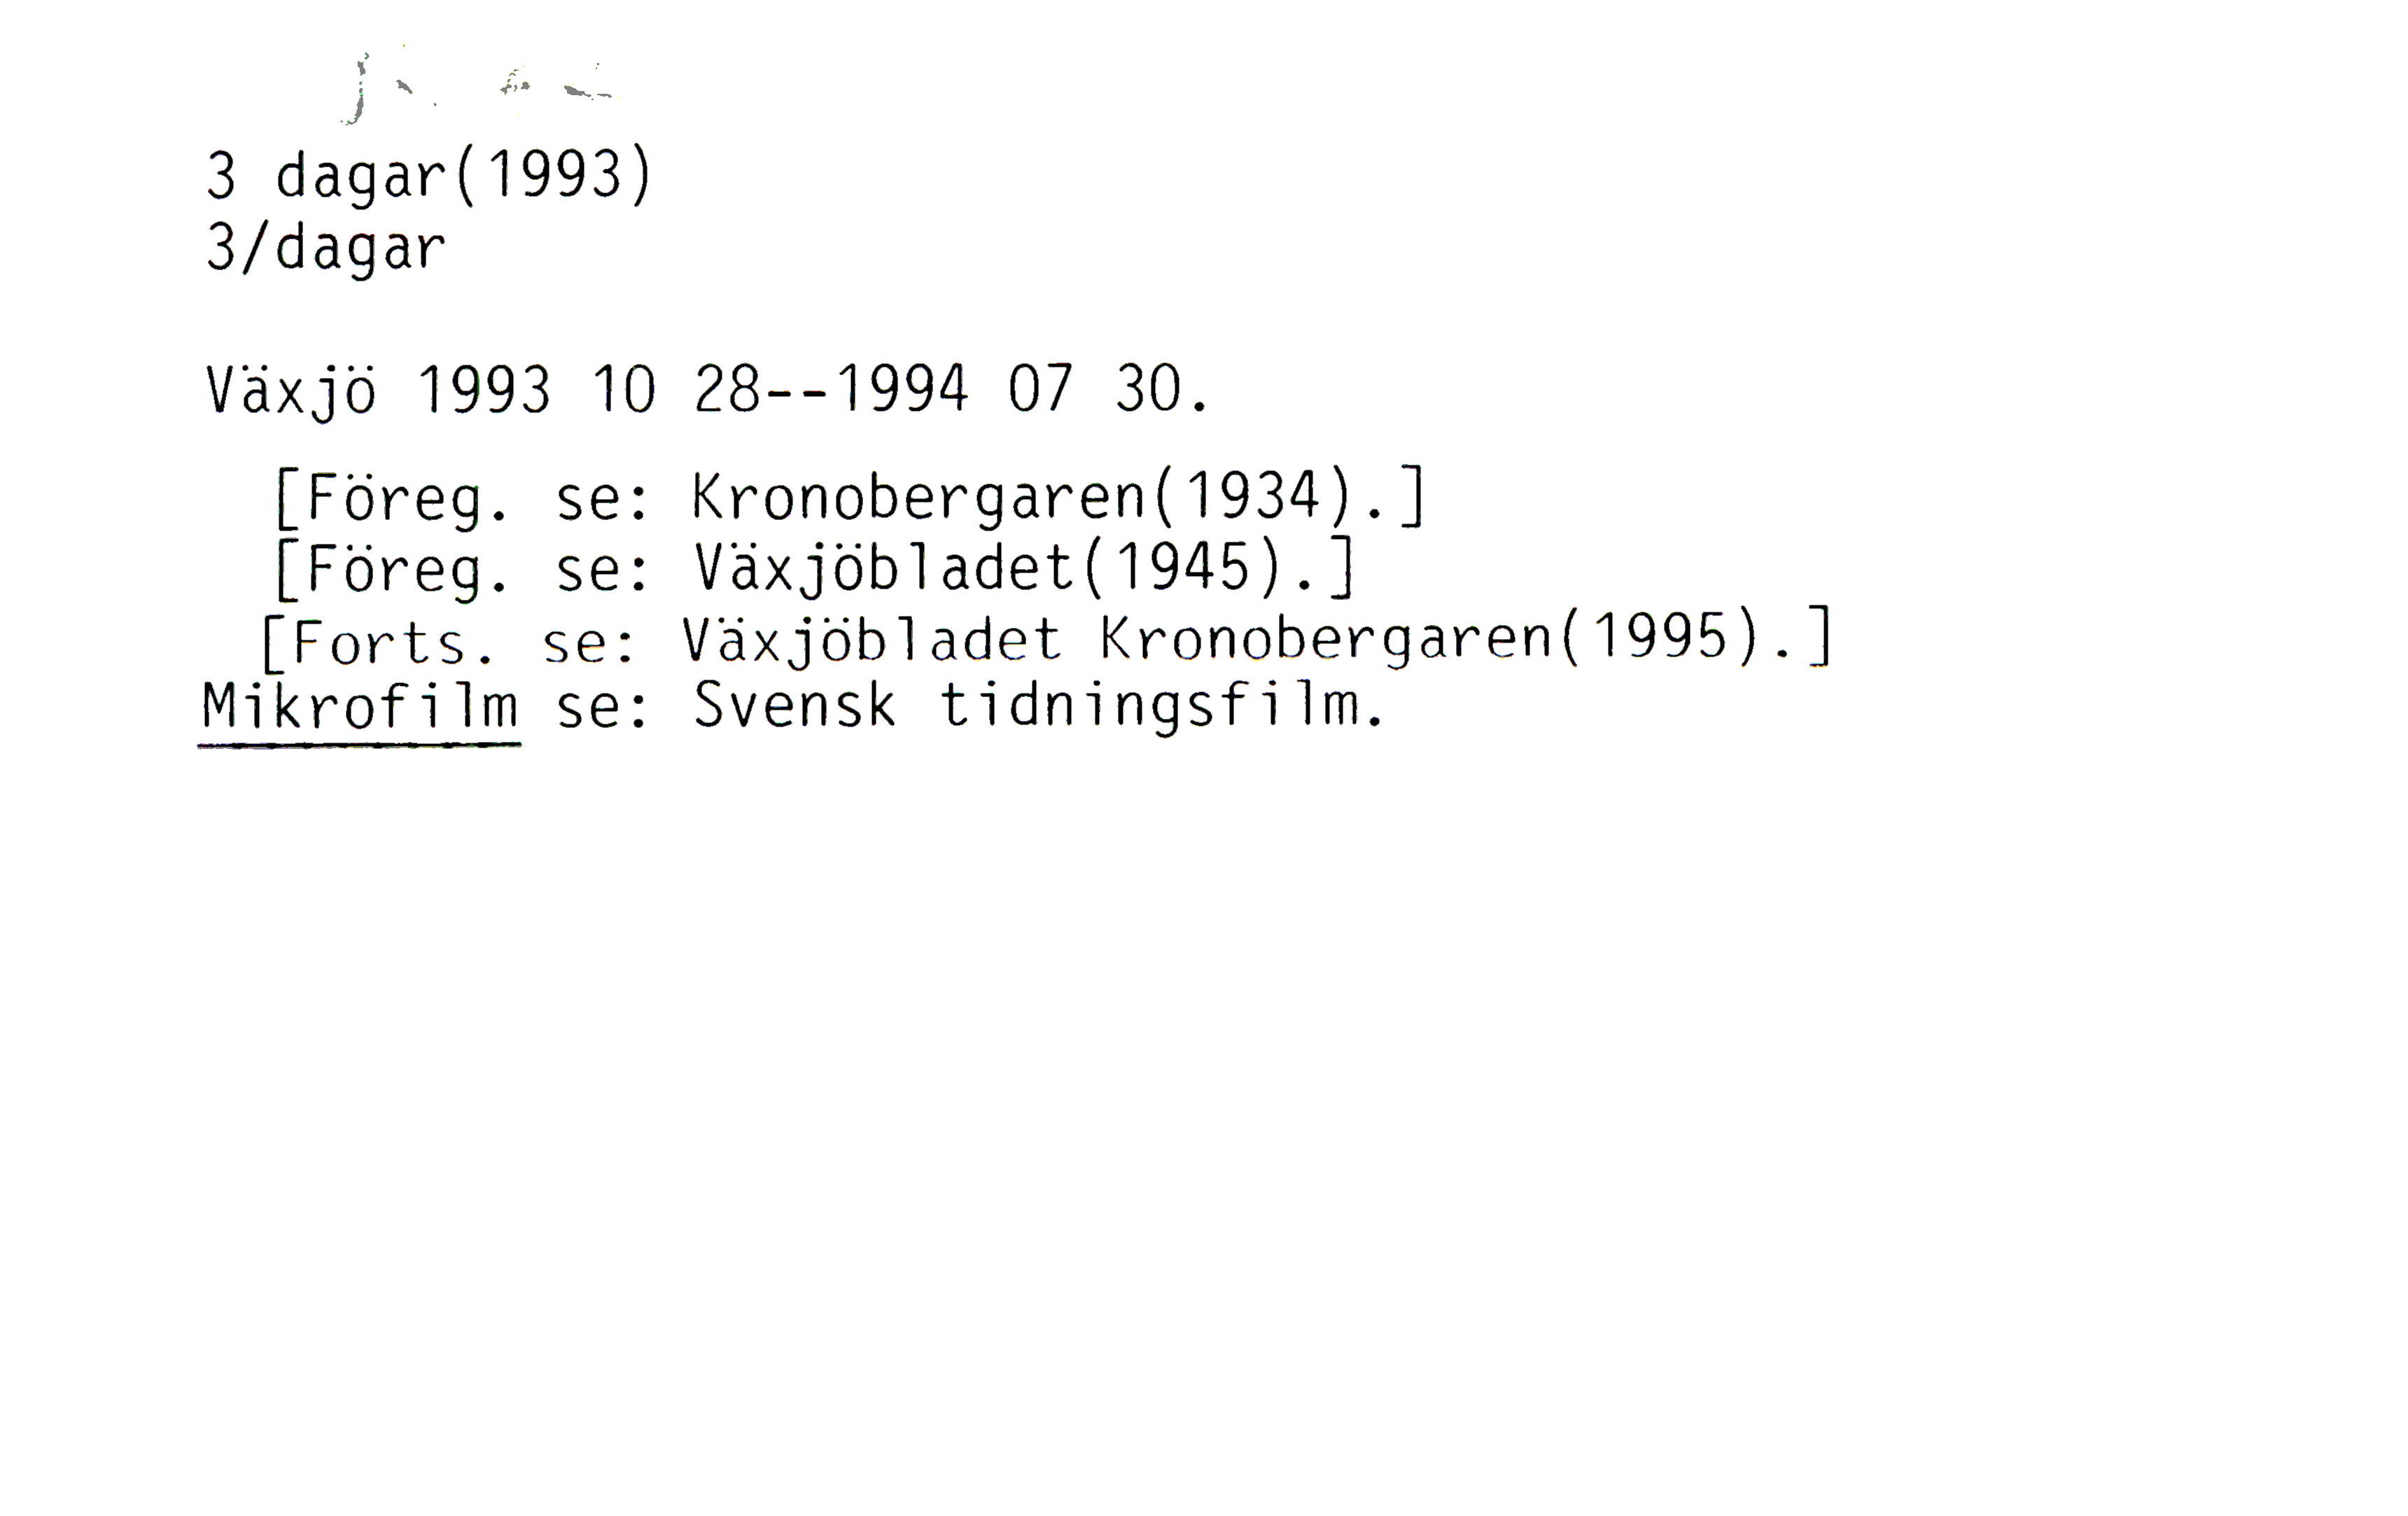 3 dagar(1993)
3/dagar
Växjö 1993 10 28--1994 07 30.
[Föreg. se: Kronobergaren(1934).]
[Föreg. se: Växjöbladet(1945).]
[Forts. se: Växjöbladet Kronobergaren(1995).]
Mikrofilm se: Svensk tidningsfilm.